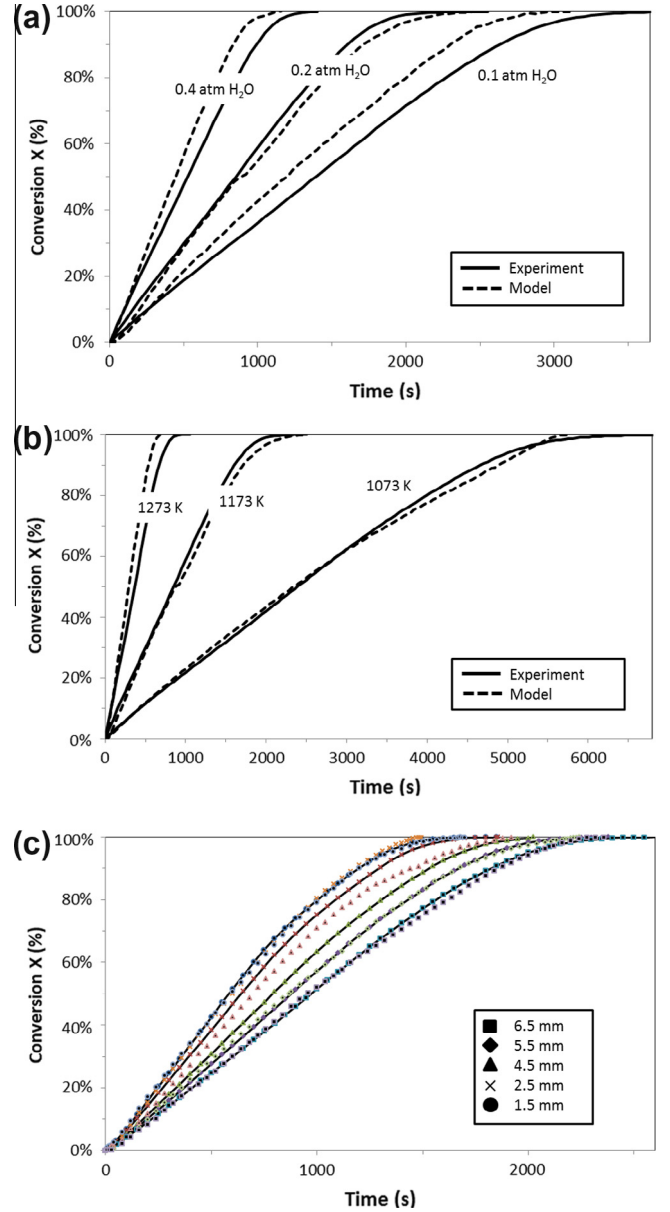 (a)
100%
80%
60%
40%
20%
0%
Conversion X (%)
0.4 atm H₂O
0.2 atm H₂O
0.1 atm H₂O
Experiment
Model
0 1000 2000 3000
Time (s)
(b)
100%
80%
60%
40%
20%
0%
Conversion X (%)
1273 K
1173 K
1073 K
Experiment
Model
0 1000 2000 3000 4000 5000 6000
Time (s)
(c)
100%
80%
60%
40%
20%
0%
Conversion X (%)
6.5 mm
5.5 mm
4.5 mm
2.5 mm
1.5 mm
0 1000 2000
Time (s)